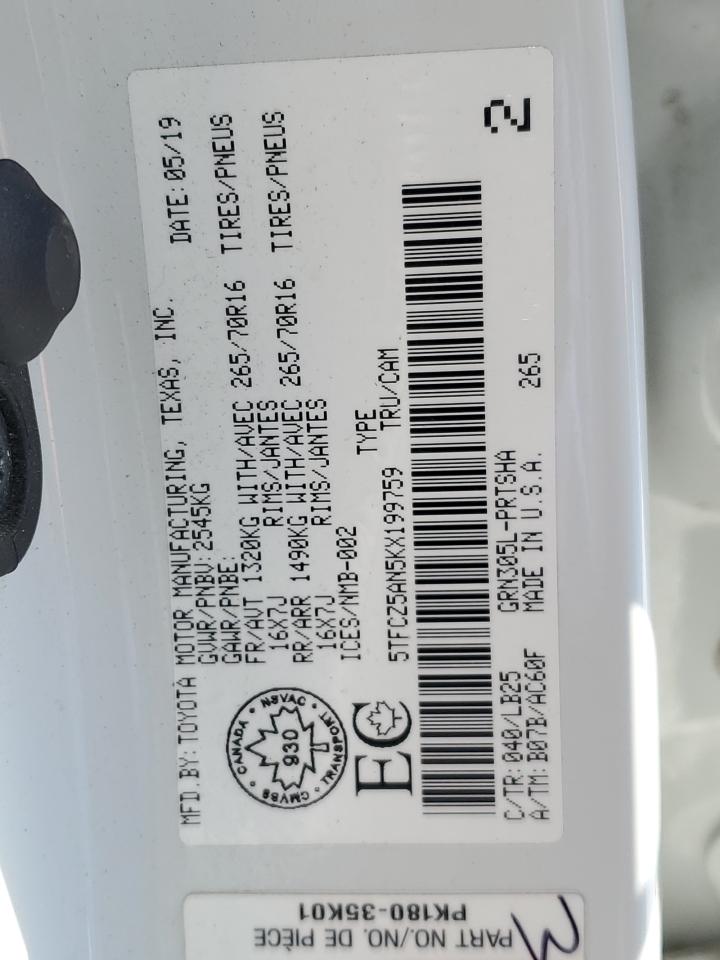 MFD.BY:TOYOTA MOTOR MANUFACTURING, TEXAS, INC. DATE:05/19
GVWR/PNBV:2545KG
GAWR/PNBE:
FR/AVT 1320KG WITH/AVEC 265/70R16 TIRES/PNEUS
16X7J RIMS/JANTES
RR/ARR 1490KG WITH/AVEC 265/70R16 TIRES/PNEUS
16X7J RIMS/JANTES
ICES/NMB-002
TYPE
5TFCZ5AN5KX199759 TRU/CAM
CANADA NSVAC
930
CMVSS TRANSPORT
EC
2
C/TR:040/LB25 GRN305L-PRTSHA 265
A/TM:B07B/AC60F MADE IN U.S.A.
PART NO./NO. DE PIÈCE
PK180-35K01